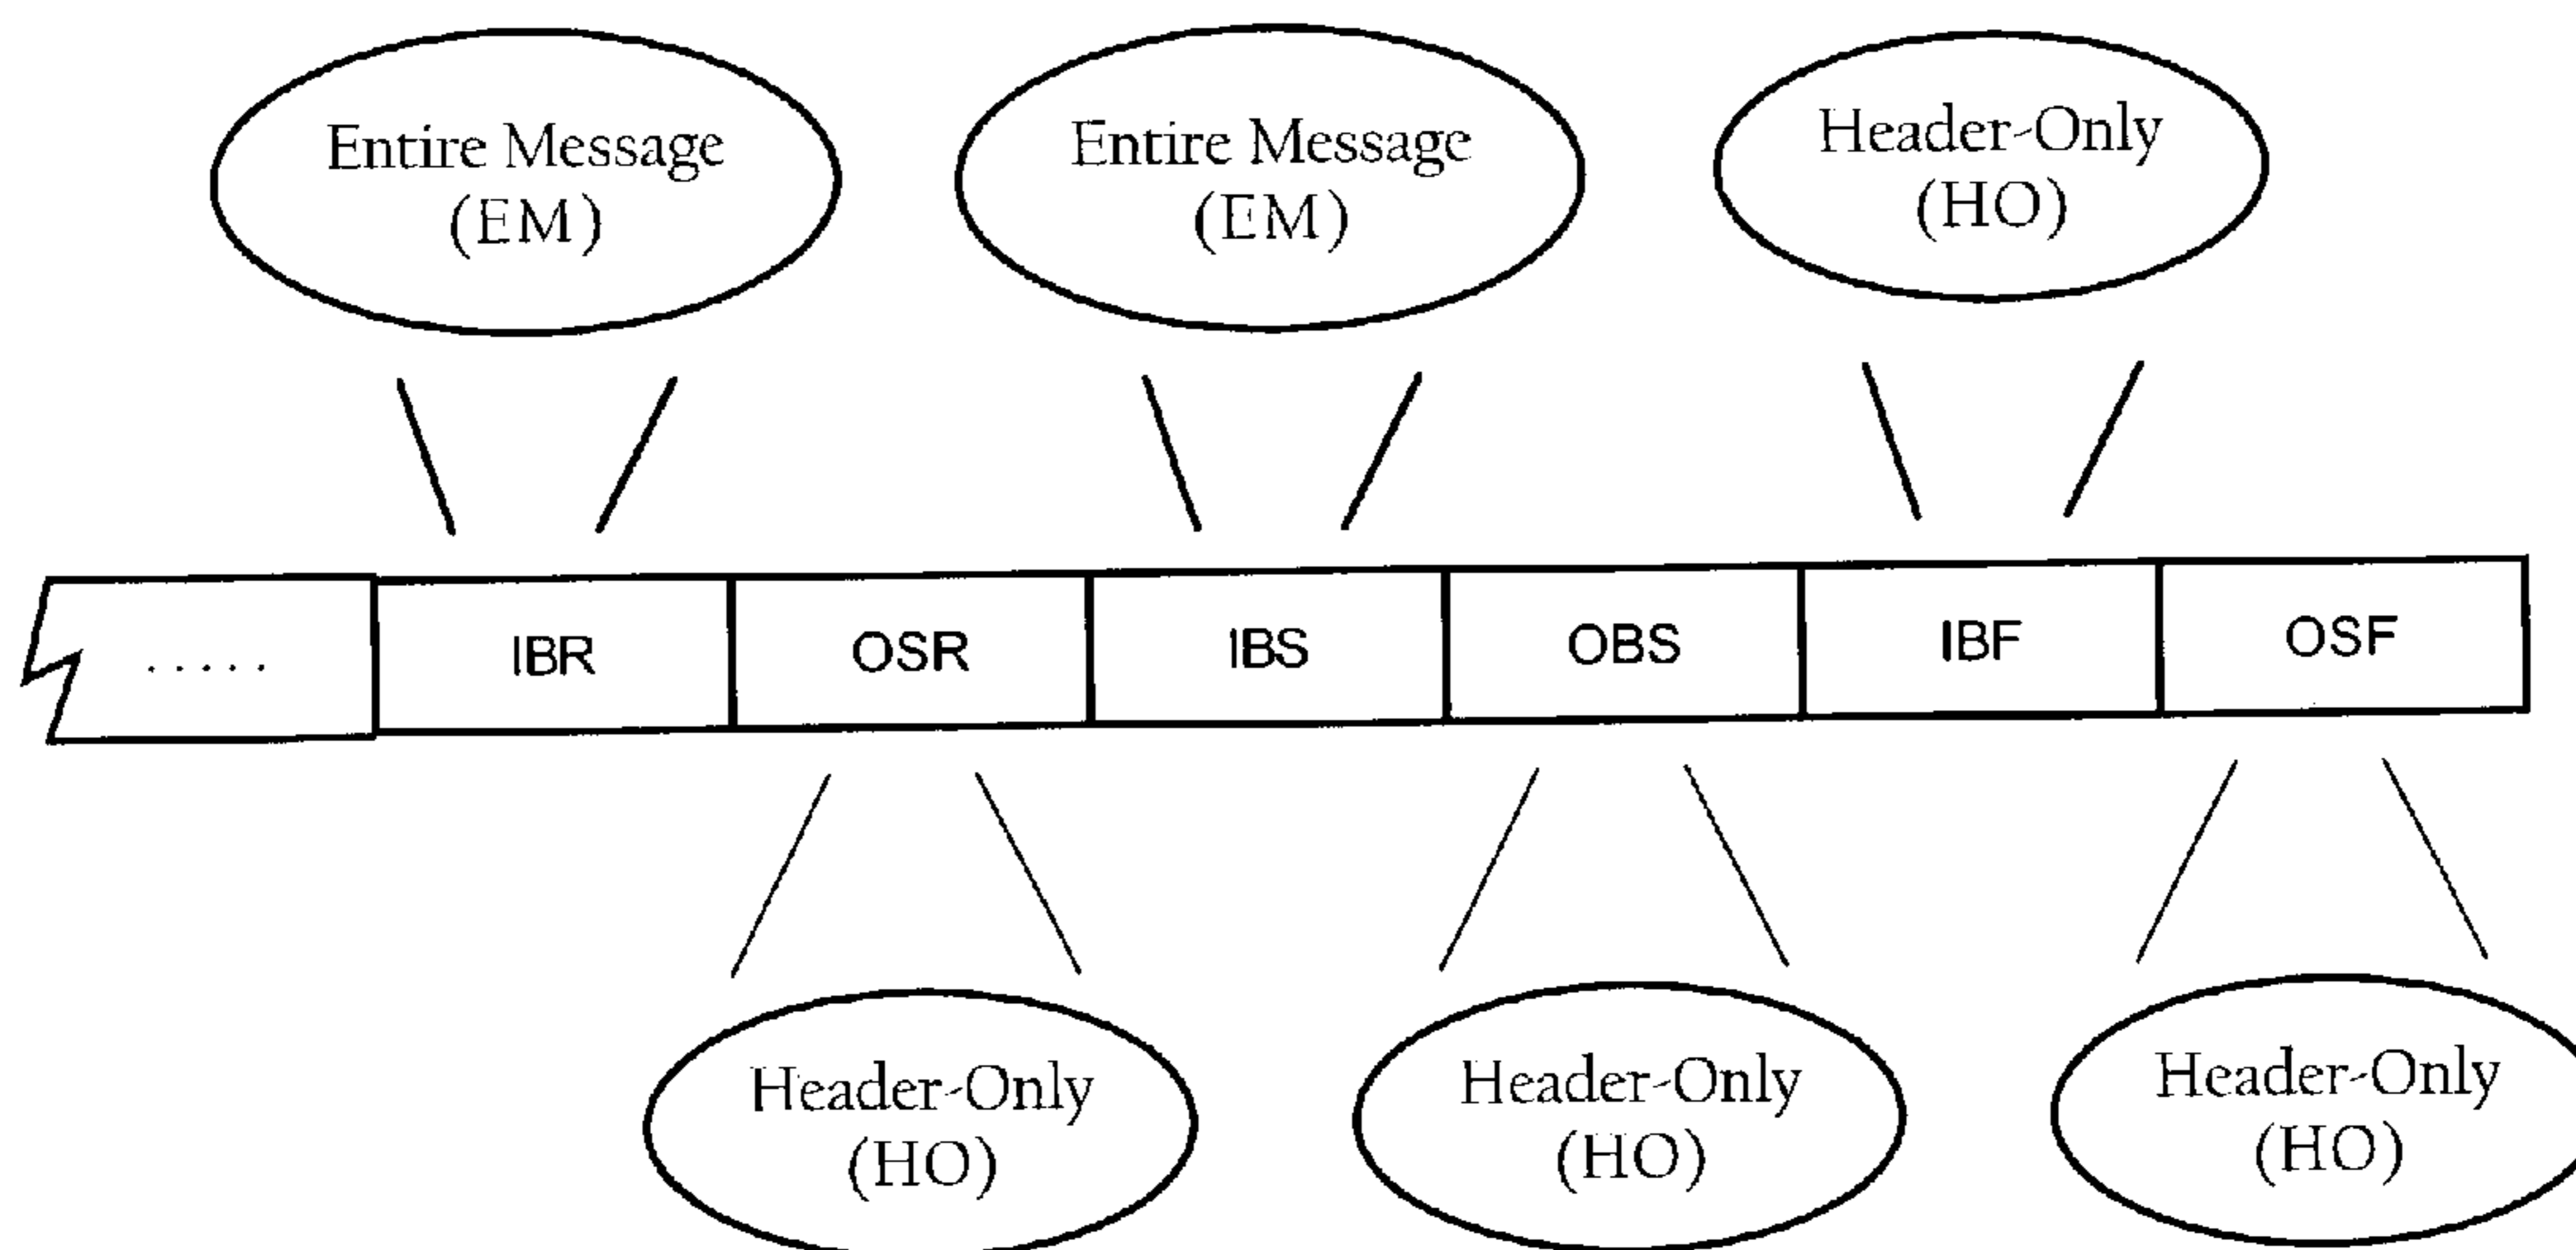 Entire Message
(EM)
Entire Message
(EM)
Header-Only
(HO)
..... IBR OSR IBS OBS IBF OSF
Header-Only
(HO)
Header-Only
(HO)
Header-Only
(HO)